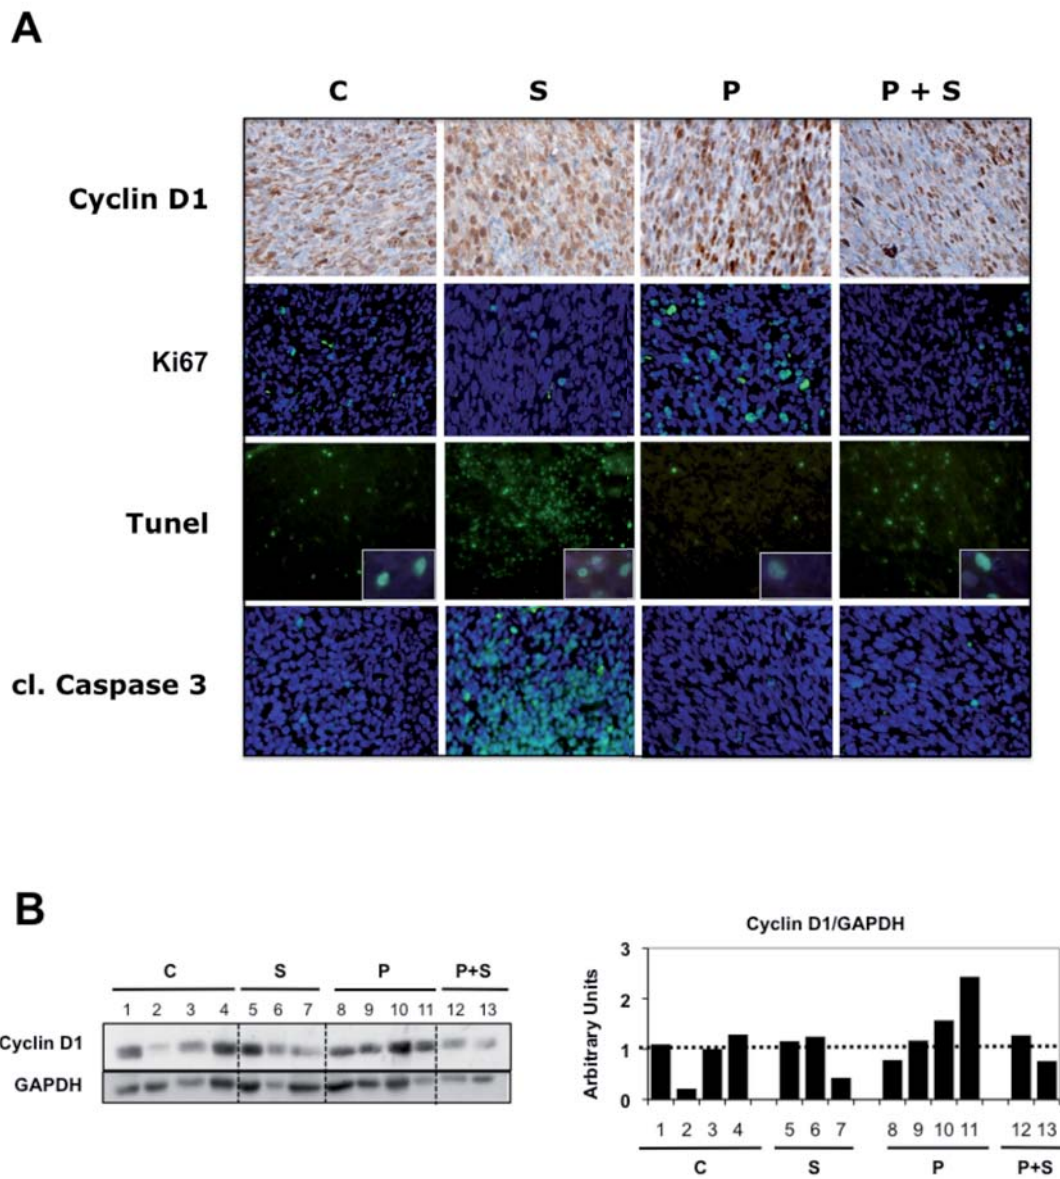 A
C S P P + S
Cyclin D1
Ki67
Tunel
cl. Caspase 3
B
C S P P+S
1 2 3 4 5 6 7 8 9 10 11 12 13
Cyclin D1
GAPDH
Cyclin D1/GAPDH
Arbitrary Units
3
2
1
0
1 2 3 4 5 6 7 8 9 10 11 12 13
C S P P+S